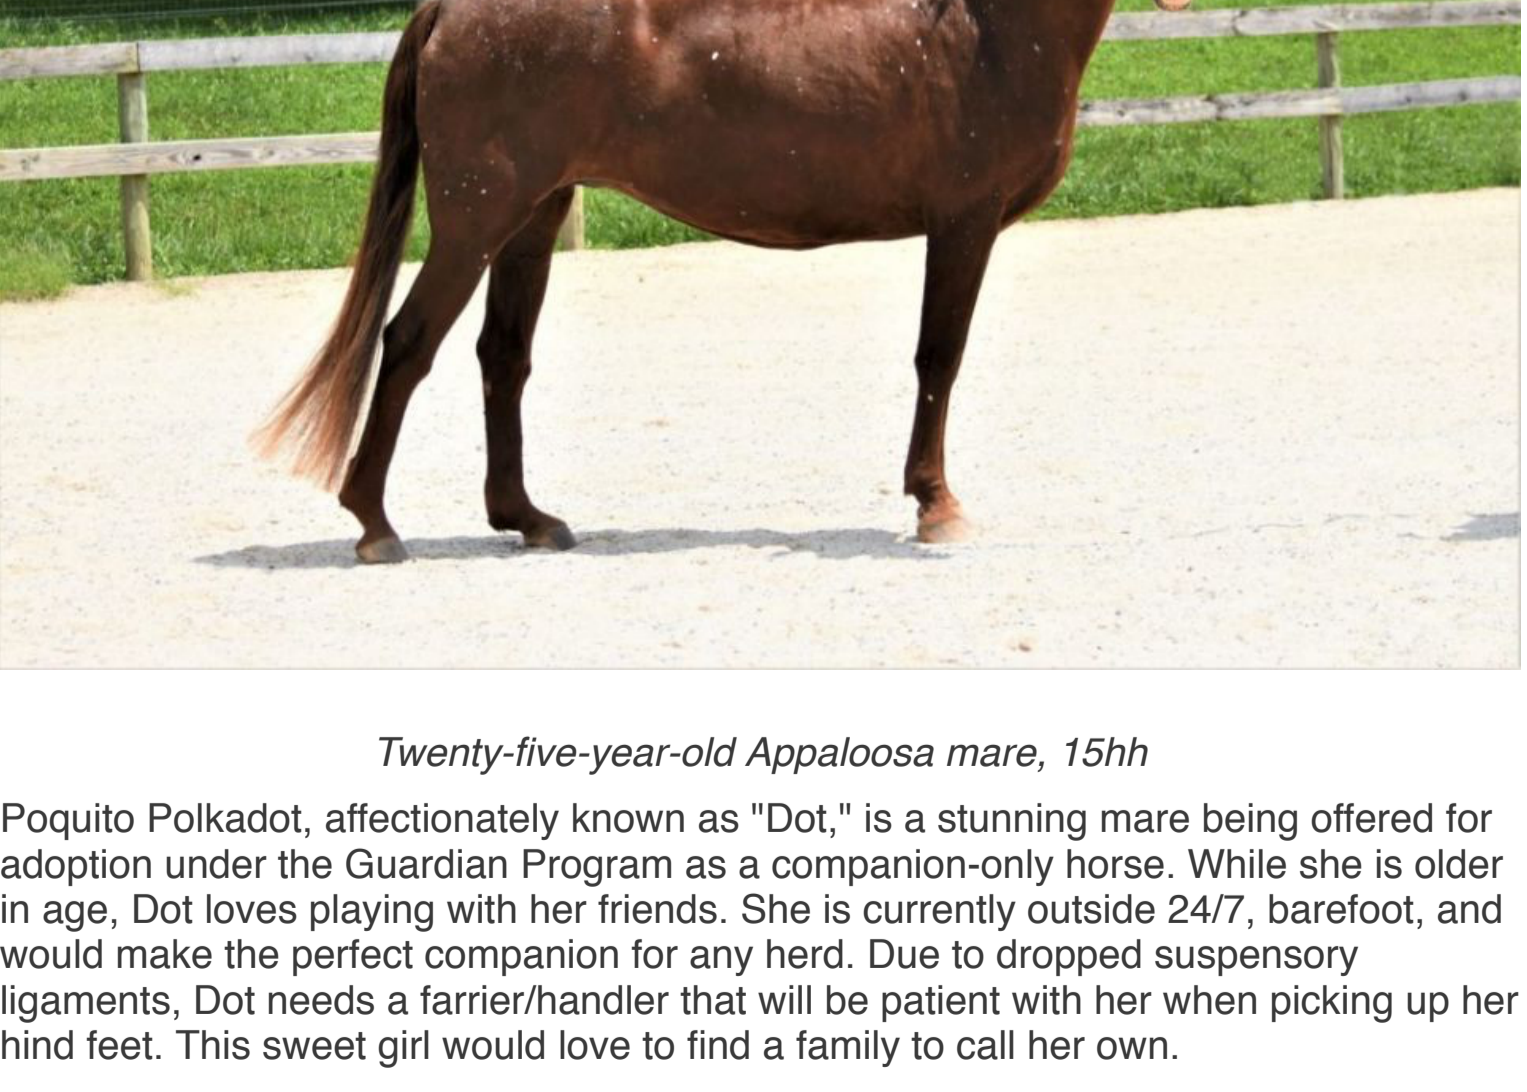 Twenty-five-year-old Appaloosa mare, 15hh
Poquito Polkadot, affectionately known as "Dot," is a stunning mare being offered for
adoption under the Guardian Program as a companion-only horse. While she is older
in age, Dot loves playing with her friends. She is currently outside 24/7, barefoot, and
would make the perfect companion for any herd. Due to dropped suspensory
ligaments, Dot needs a farrier/handler that will be patient with her when picking up her
hind feet. This sweet girl would love to find a family to call her own.